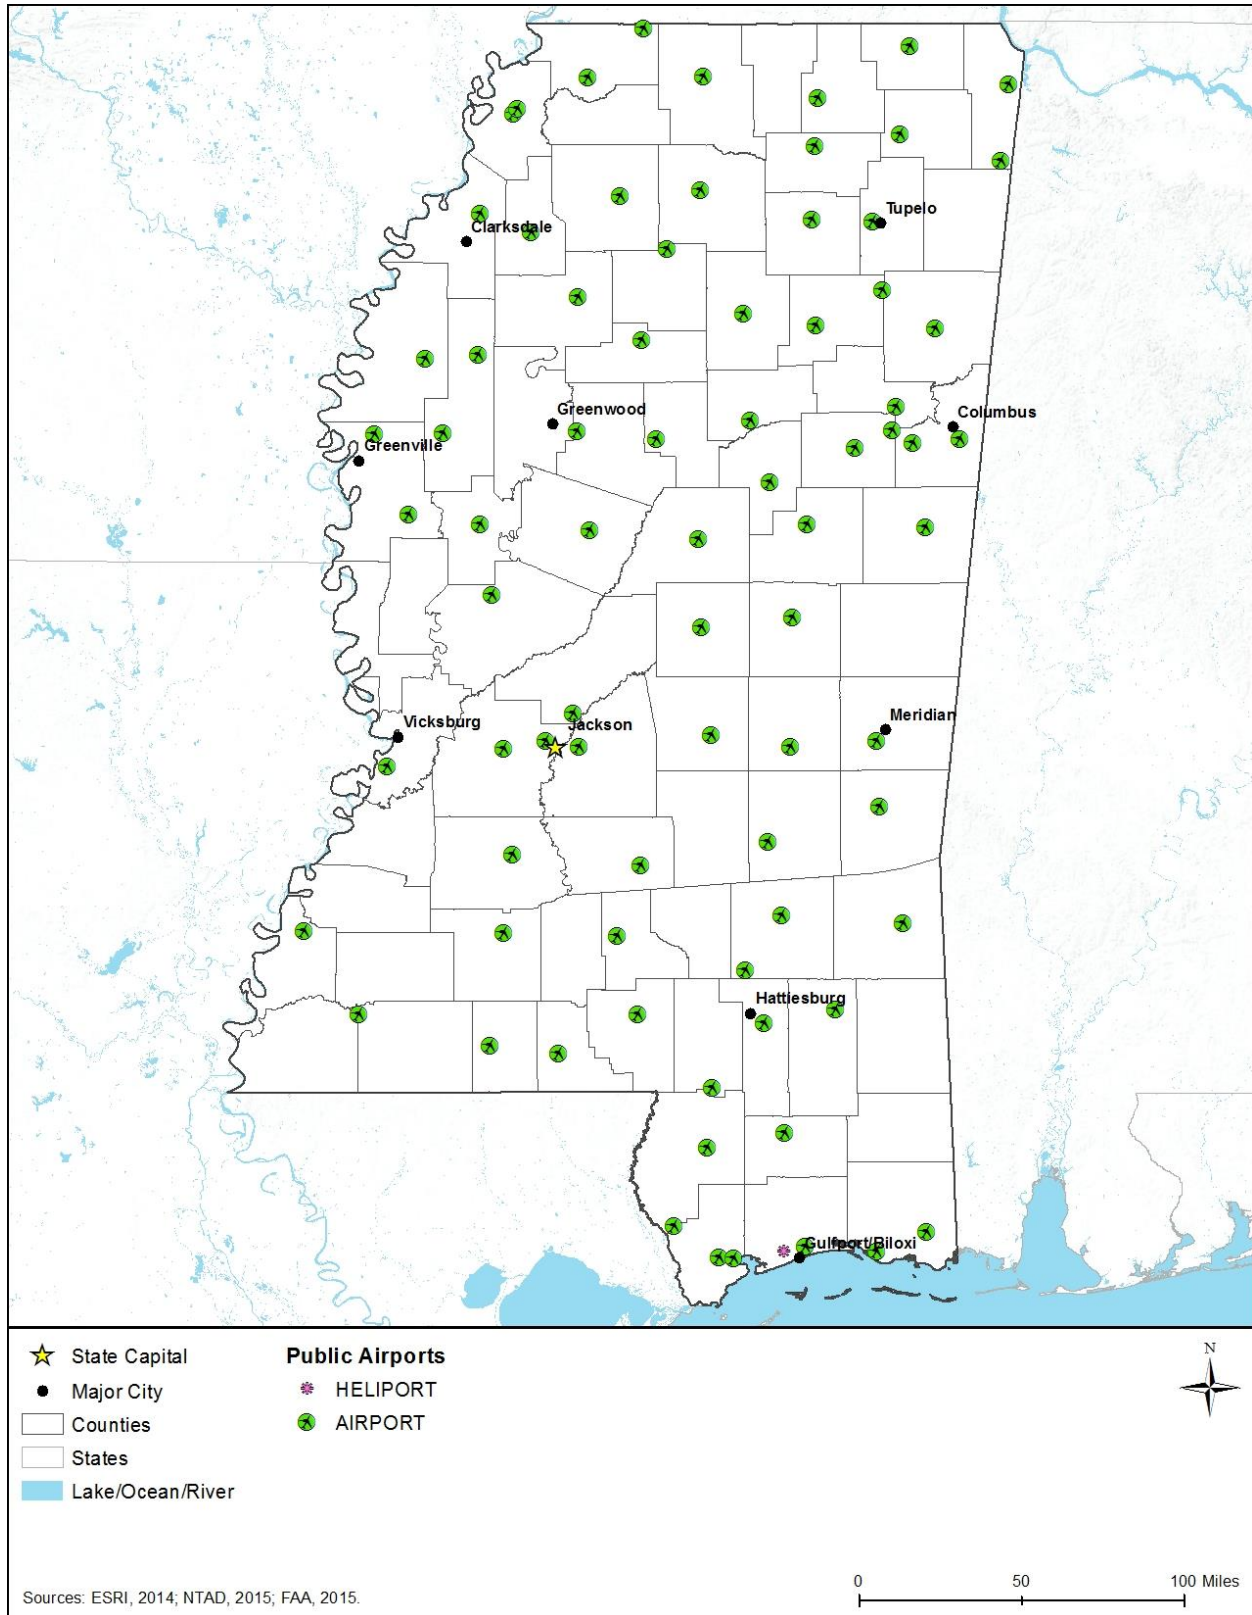 Tupelo
Clarksdale
Greenwood
Columbus
Greenville
Vicksburg
Jackson
Meridian
Hattiesburg
Gulfport/Biloxi
State Capital
Public Airports
N
Major City
HELIPORT
Counties
AIRPORT
States
Lake/Ocean/River
0 50 100 Miles
Sources: ESRI, 2014; NTAD, 2015; FAA, 2015.